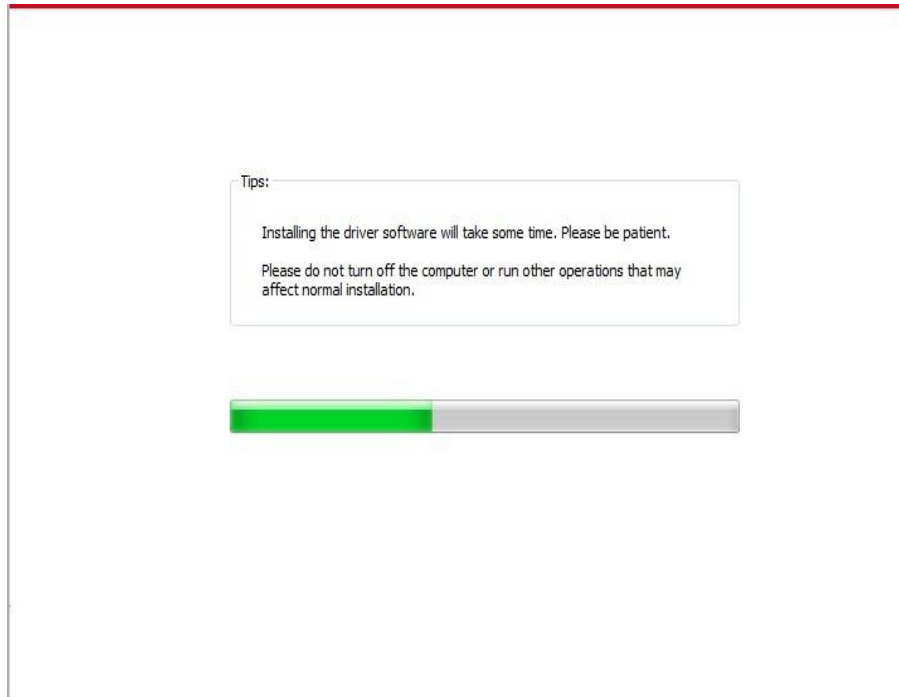 Tips:
Installing the driver software will take some time. Please be patient.
Please do not turn off the computer or run other operations that may
affect normal installation.